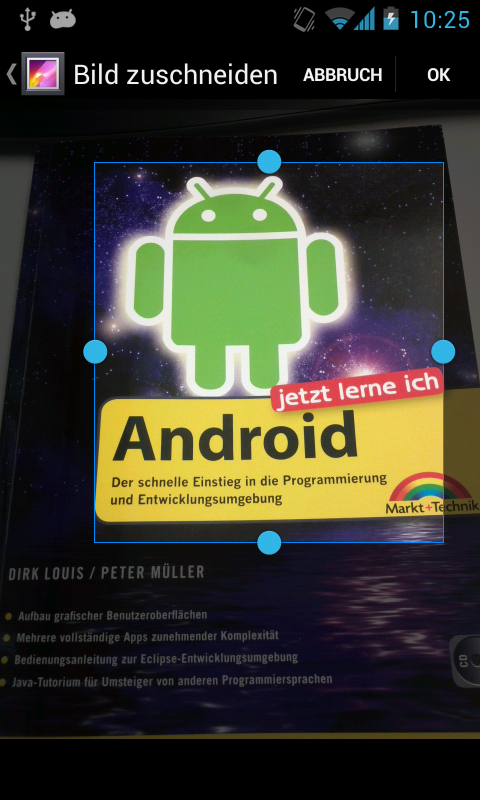 10:25
Bild zuschneiden
ABBRUCH
OK
jetzt lerne ich
Android
Der schnelle Einstieg in die Programmierung
und Entwicklungsumgebung
Markt+Technik
DIRK LOUIS / PETER MÜLLER
Aufbau grafischer Benutzeroberflächen
Mehrere vollständige Apps zunehmender Komplexität
Bedienungsanleitung zur Eclipse-Entwicklungsumgebung
Java-Tutorium für Umsteiger von anderen Programmiersprachen
CD